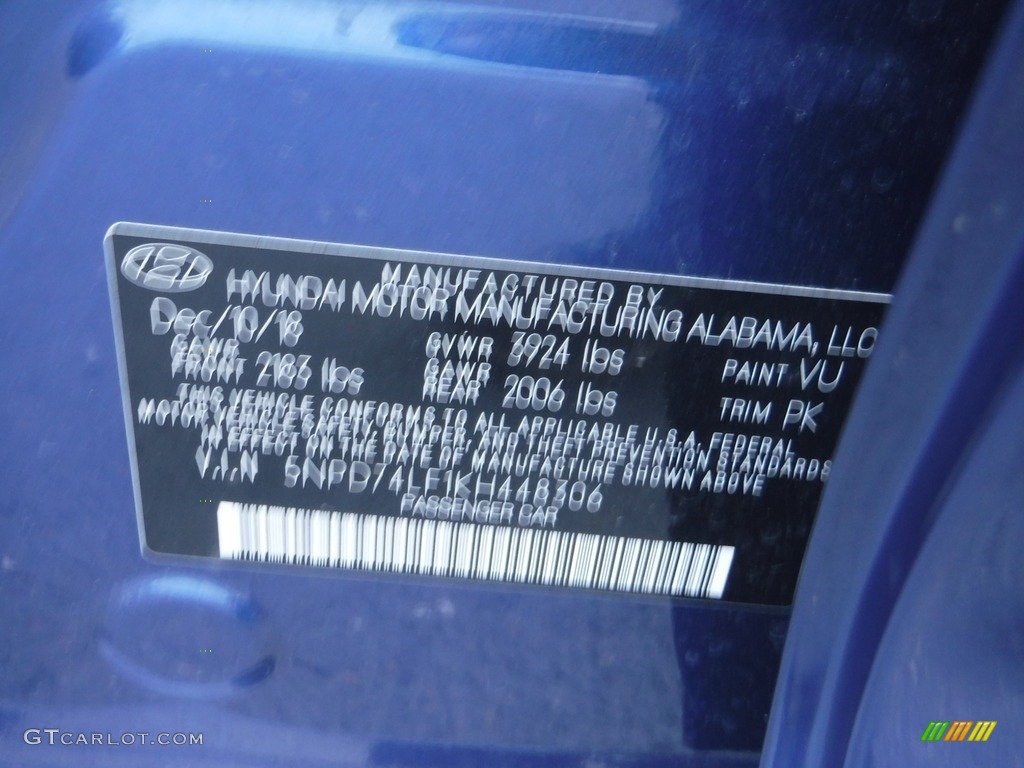 MANUFACTURED BY
HYUNDAI MOTOR MANUFACTURING ALABAMA, LLC
Dec/10/18 GVWR 3924 lbs PAINT VU
GAWR FRONT 2183 lbs GAWR REAR 2006 lbs TRIM PK
THIS VEHICLE CONFORMS TO ALL APPLICABLE U.S.A. FEDERAL
MOTOR VEHICLE SAFETY, BUMPER, AND THEFT PREVENTION STANDARDS
IN EFFECT ON THE DATE OF MANUFACTURE SHOWN ABOVE
V.I.N 5NPD74LF1KH448306
PASSENGER CAR
GTCARLOT.COM